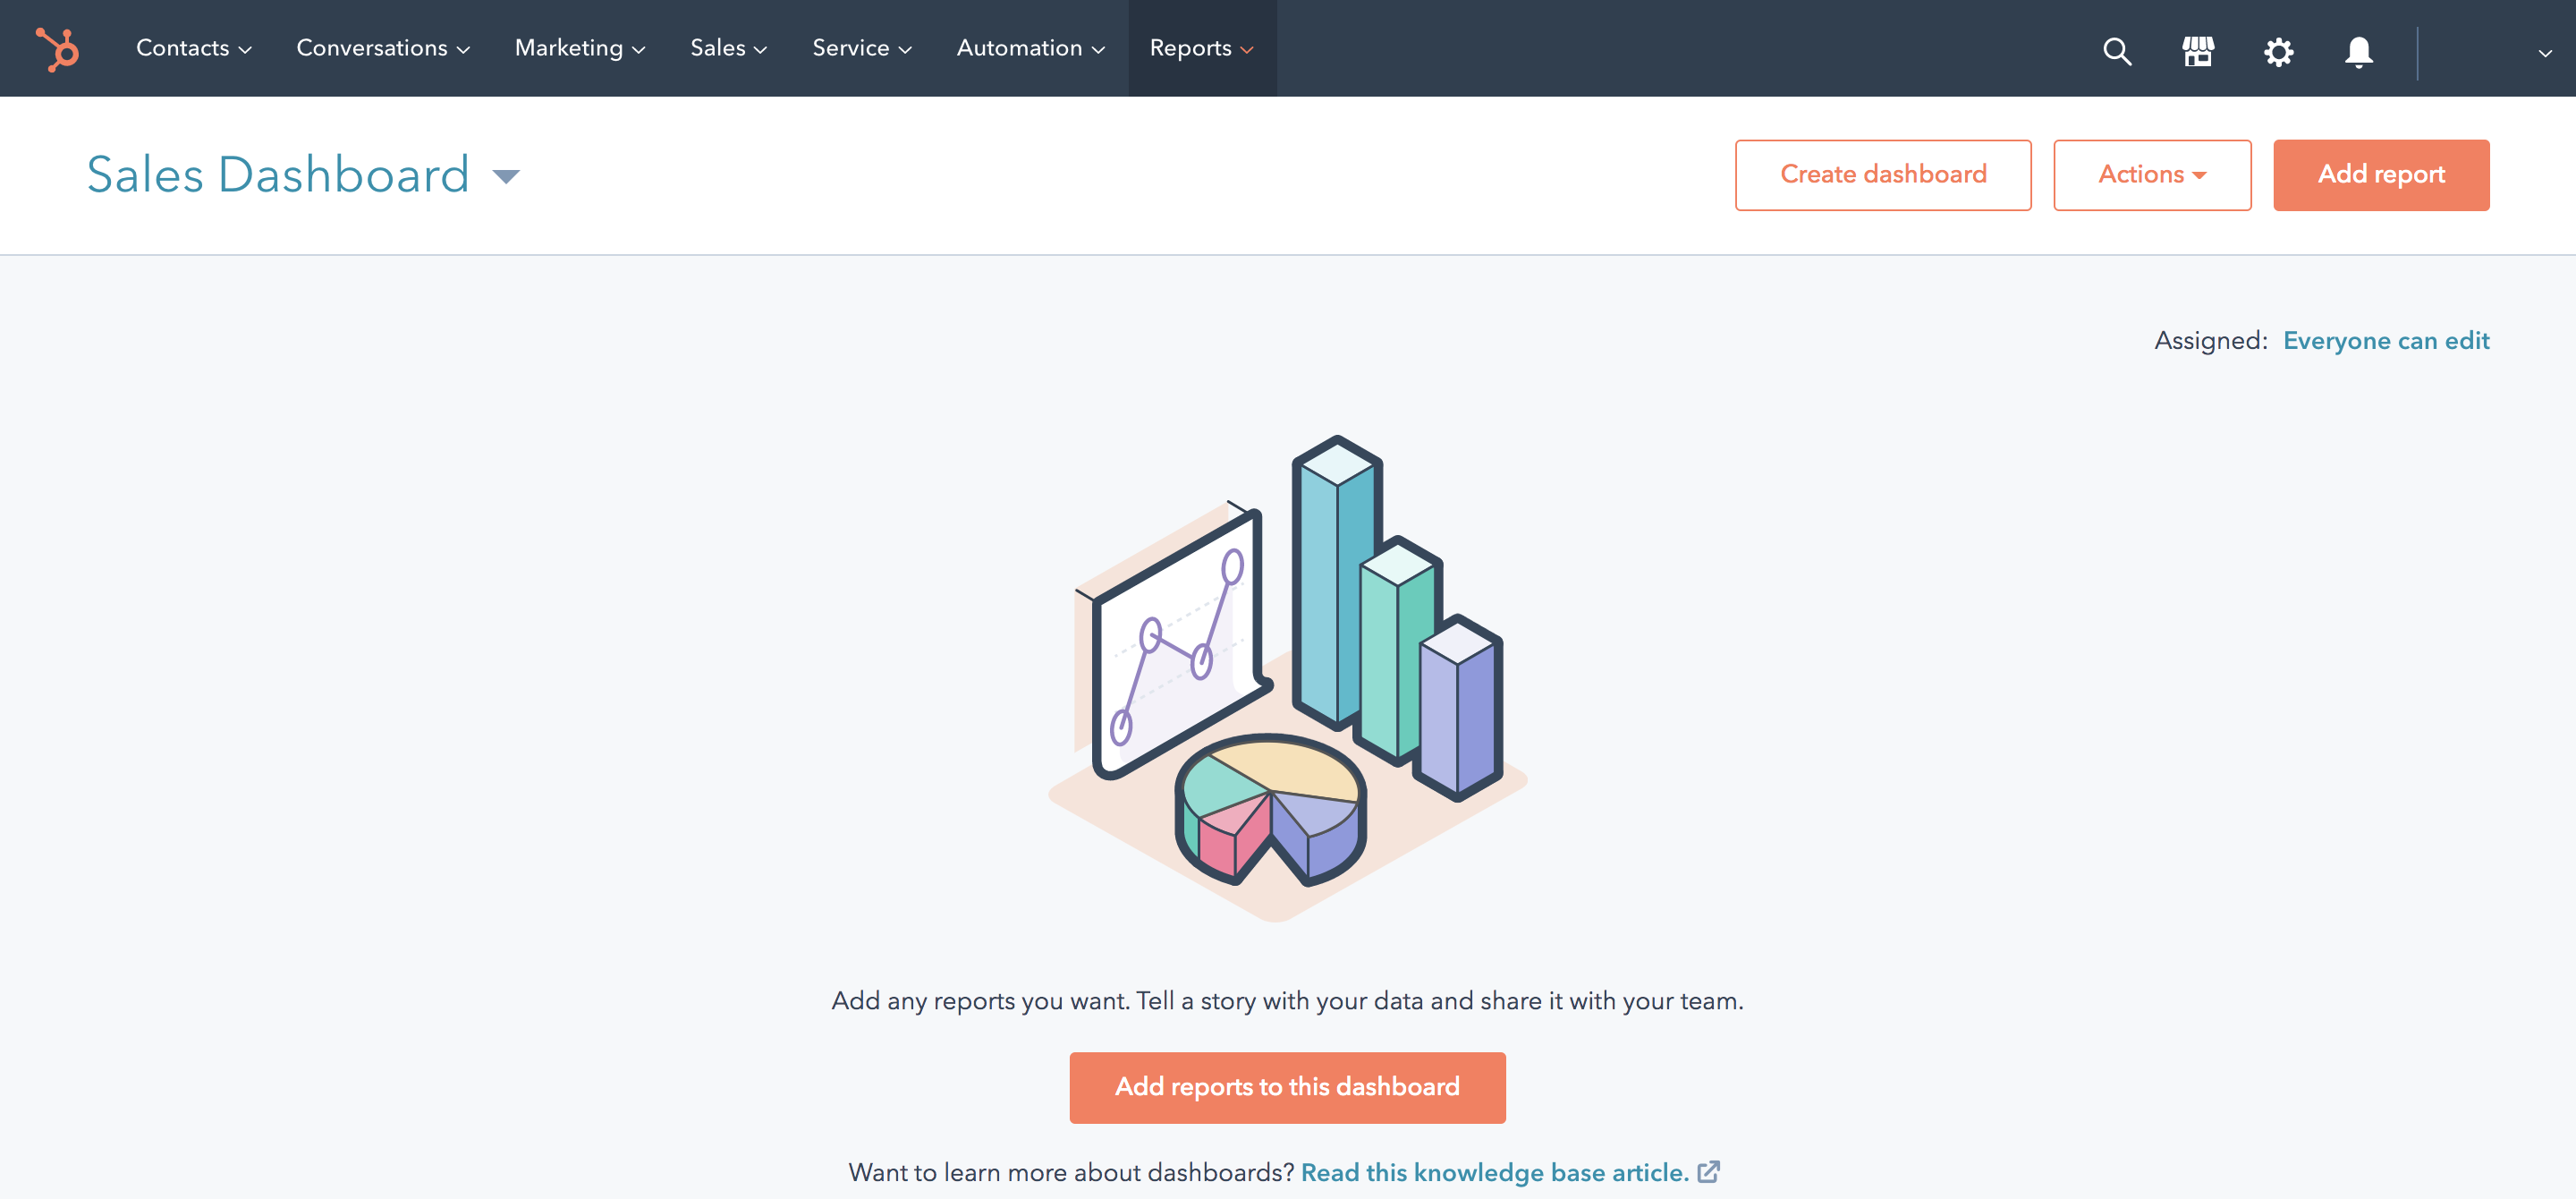 Contacts Conversations Marketing Sales Service Automation Reports
Sales Dashboard
Create dashboard
Actions
Add report
Assigned: Everyone can edit
Add any reports you want. Tell a story with your data and share it with your team.
Add reports to this dashboard
Want to learn more about dashboards? Read this knowledge base article.